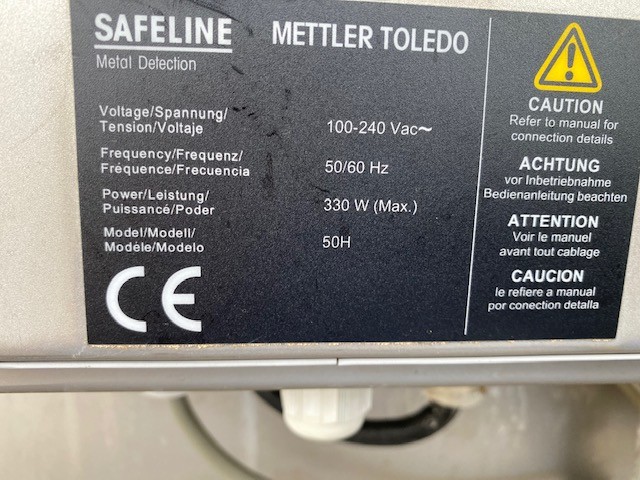 SAFELINE METTLER TOLEDO
Metal Detection
Voltage/Spannung/
Tension/Voltaje 100-240 Vac~
Frequency/Frequenz/
Fréquence/Frecuencia 50/60 Hz
Power/Leistung/
Puissancé/Poder 330 W (Max.)
Model/Modell/
Modèle/Modelo 50H
CE
CAUTION
Refer to manual for
connection details
ACHTUNG
vor Inbetriebnahme
Bedienanleitung beachten
ATTENTION
Voir le manuel
avant tout cablage
CAUCION
le refiere a manual
por conection detalla